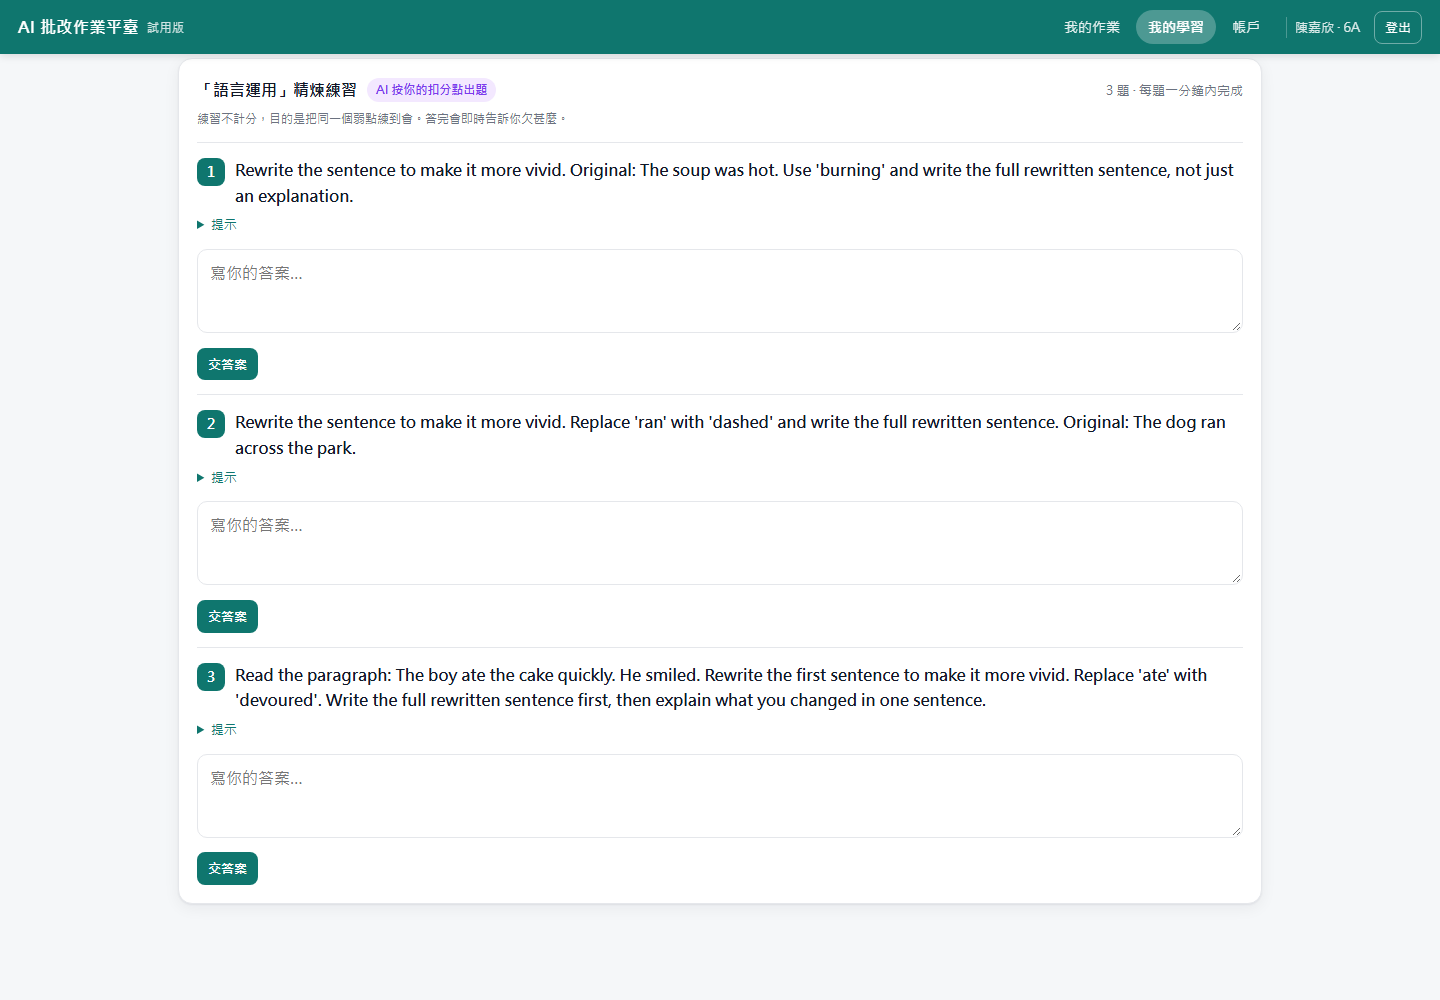 AI 批改作業平臺 試用版 我的作業 我的學習 帳戶 陳嘉欣 · 6A 登出
「語言運用」精煉練習 AI 按你的扣分點出題 3 題 · 每題一分鐘內完成
練習不計分，目的是把同一個弱點練到會。答完會即時告訴你欠甚麼。
1 Rewrite the sentence to make it more vivid. Original: The soup was hot. Use 'burning' and write the full rewritten sentence, not just
an explanation.
▶ 提示
寫你的答案...
交答案
2 Rewrite the sentence to make it more vivid. Replace 'ran' with 'dashed' and write the full rewritten sentence. Original: The dog ran
across the park.
▶ 提示
寫你的答案...
交答案
3 Read the paragraph: The boy ate the cake quickly. He smiled. Rewrite the first sentence to make it more vivid. Replace 'ate' with
'devoured'. Write the full rewritten sentence first, then explain what you changed in one sentence.
▶ 提示
寫你的答案...
交答案